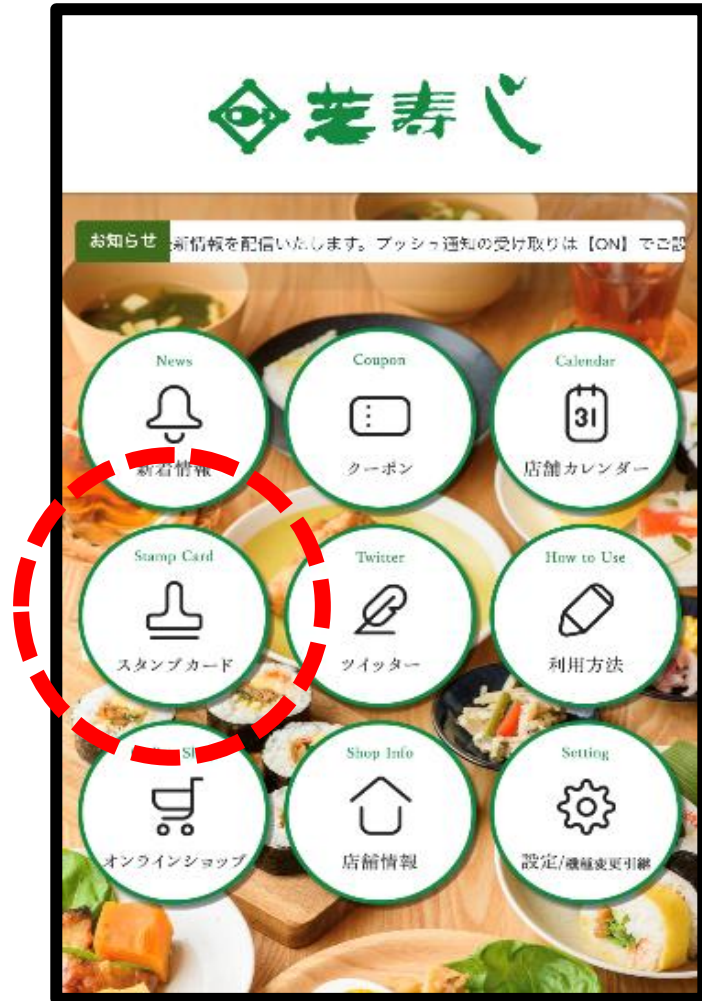 芝寿し
お知らせ 新情報を配信いたします。プッシュ通知の受け取りは【ON】でご設
News
新着情報
Coupon
クーポン
Calendar
31
店舗カレンダー
Stamp Card
スタンプカード
Twitter
ツイッター
How to Use
利用方法
オンラインショップ
Shop Info
店舗情報
Setting
設定/機種変更引継